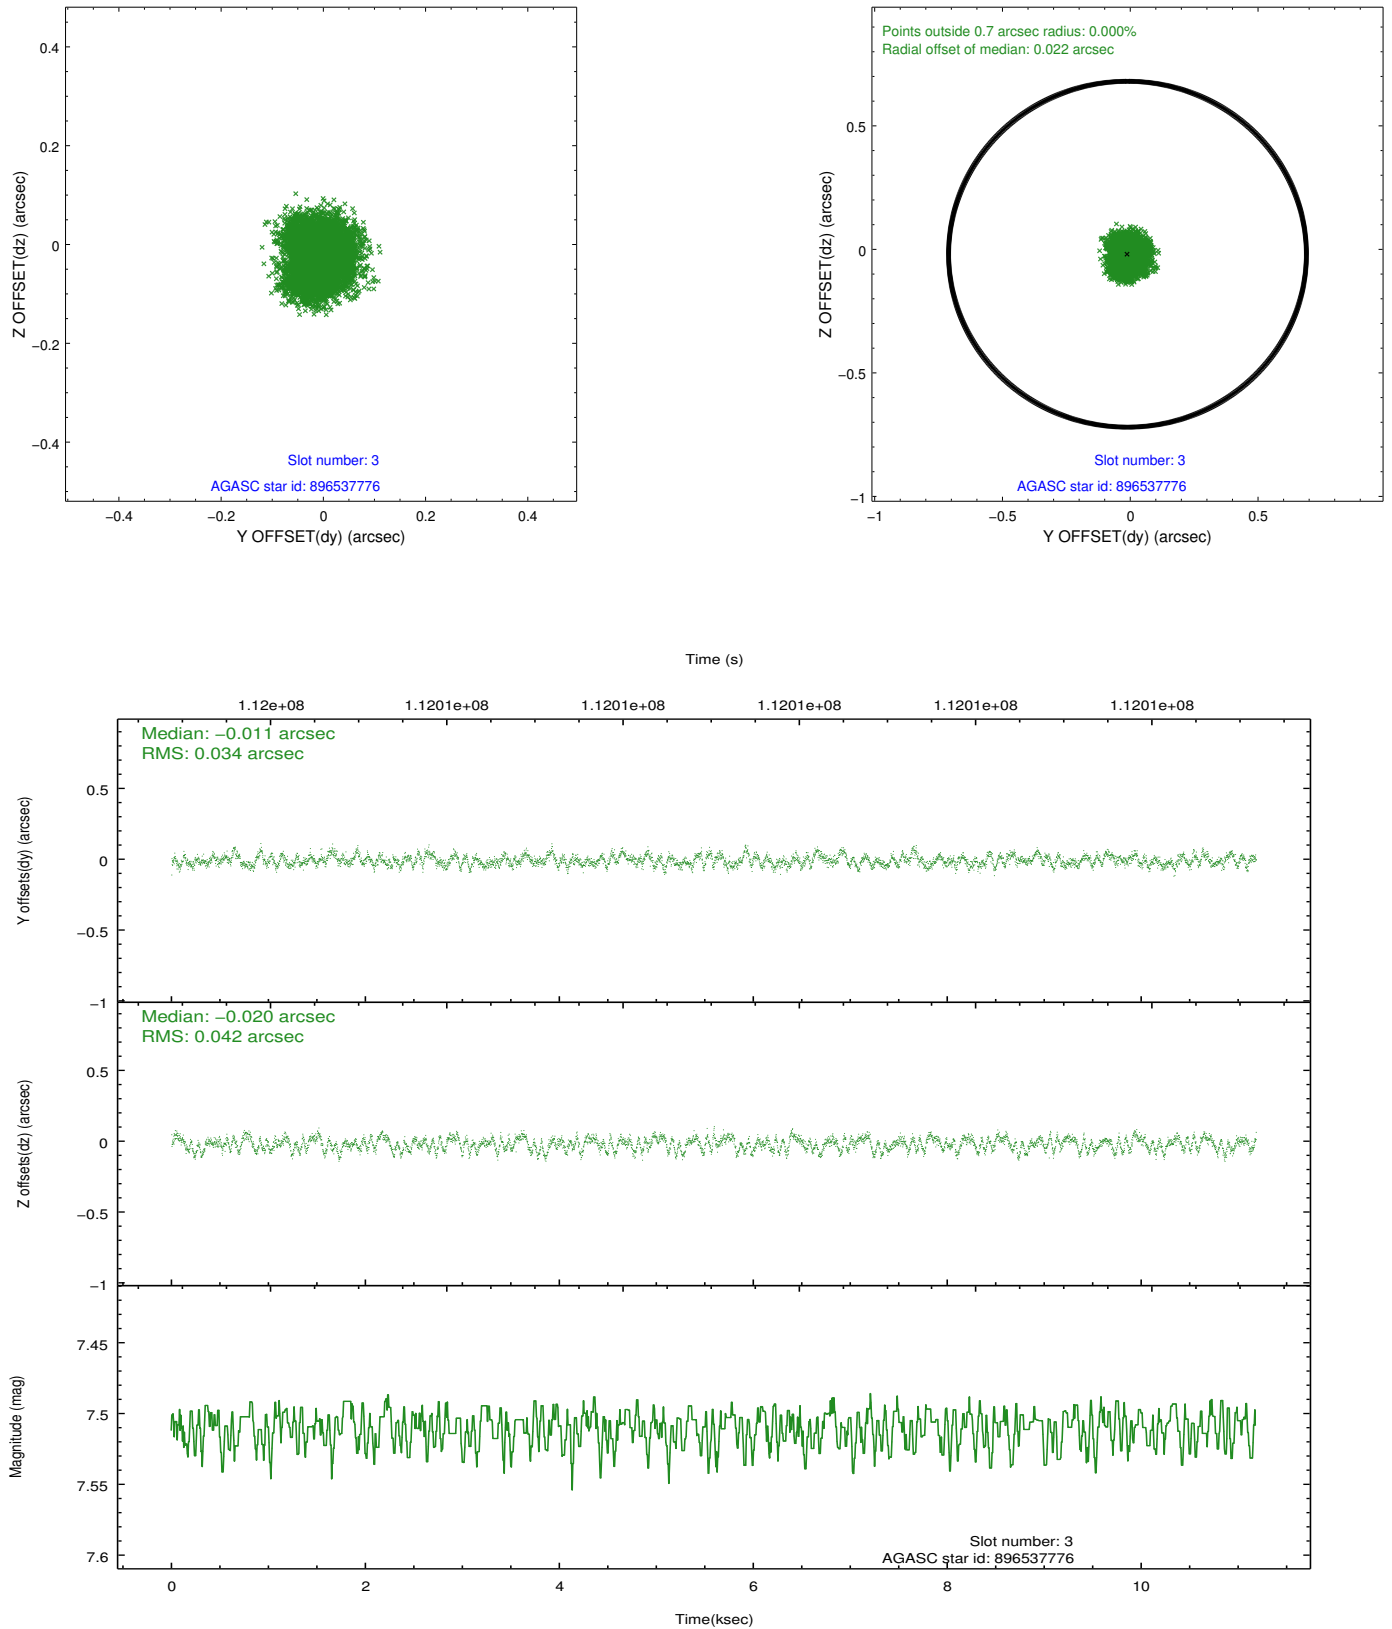 0.4
0.2
0
−0.2
−0.4
Z OFFSET(dz) (arcsec)
Slot number: 3
AGASC star id: 896537776
−0.4 −0.2 0 0.2 0.4
Y OFFSET(dy) (arcsec)
Points outside 0.7 arcsec radius: 0.000%
Radial offset of median: 0.022 arcsec
0.5
0
−0.5
−1
Z OFFSET(dz) (arcsec)
Slot number: 3
AGASC star id: 896537776
−1 −0.5 0 0.5
Y OFFSET(dy) (arcsec)
Time (s)
1.12e+08 1.1201e+08 1.1201e+08 1.1201e+08 1.1201e+08 1.1201e+08
Median: −0.011 arcsec
RMS: 0.034 arcsec
0.5
0
−0.5
−1
Y offsets(dy) (arcsec)
Median: −0.020 arcsec
RMS: 0.042 arcsec
0.5
0
−0.5
−1
Z offsets(dz) (arcsec)
7.45
7.5
7.55
7.6
Magnitude (mag)
Slot number: 3
AGASC star id: 896537776
0 2 4 6 8 10
Time(ksec)